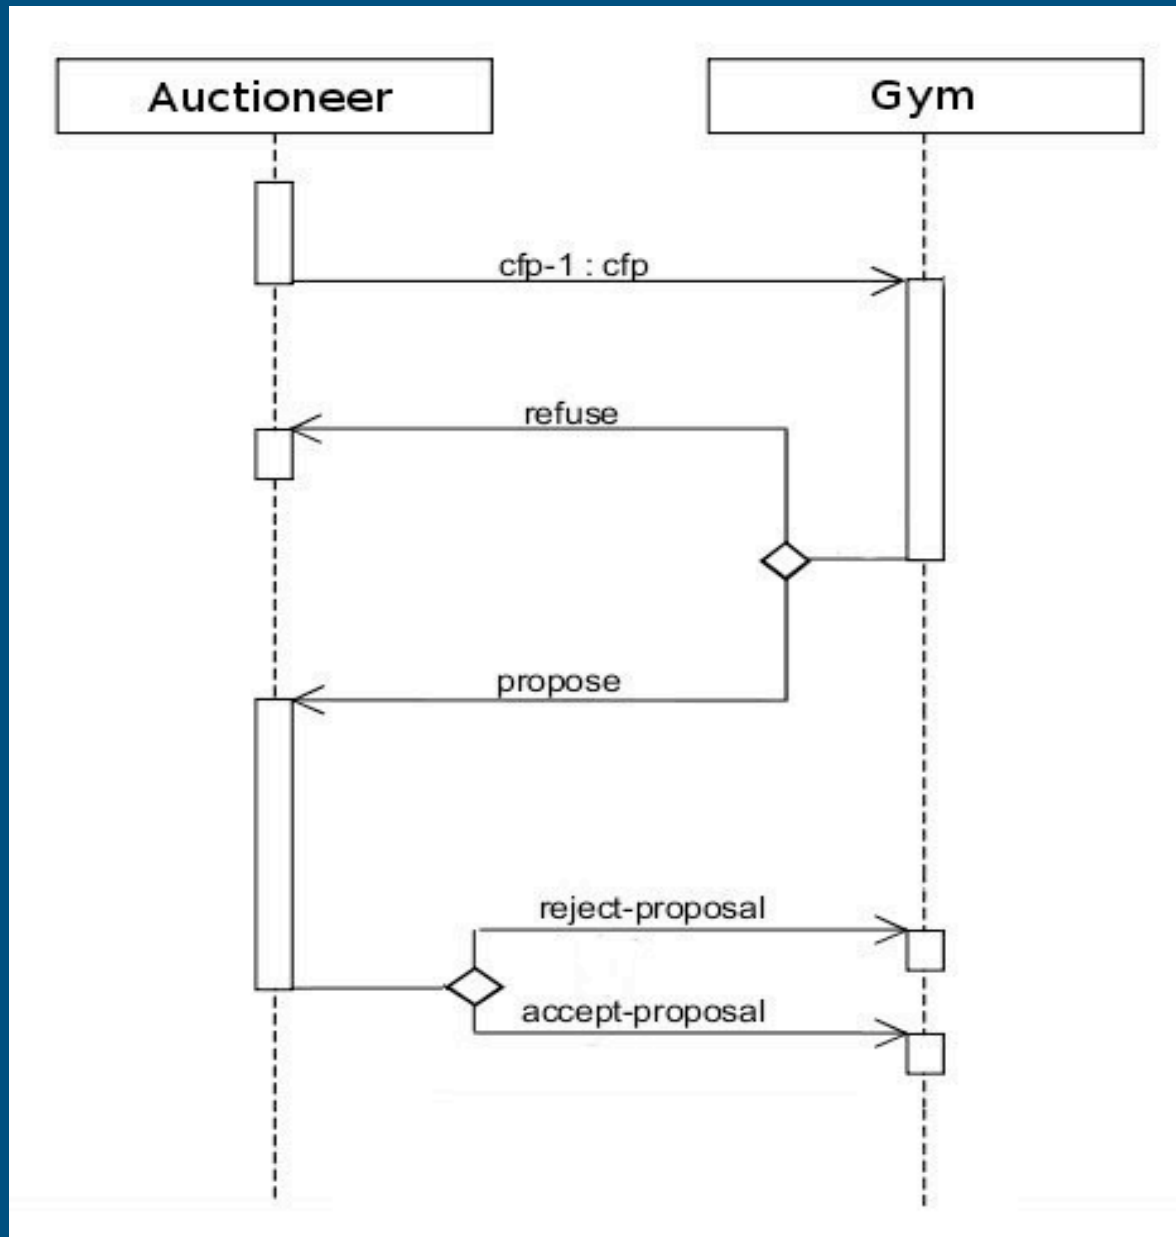 Auctioneer
Gym
cfp-1 : cfp
refuse
propose
reject-proposal
accept-proposal